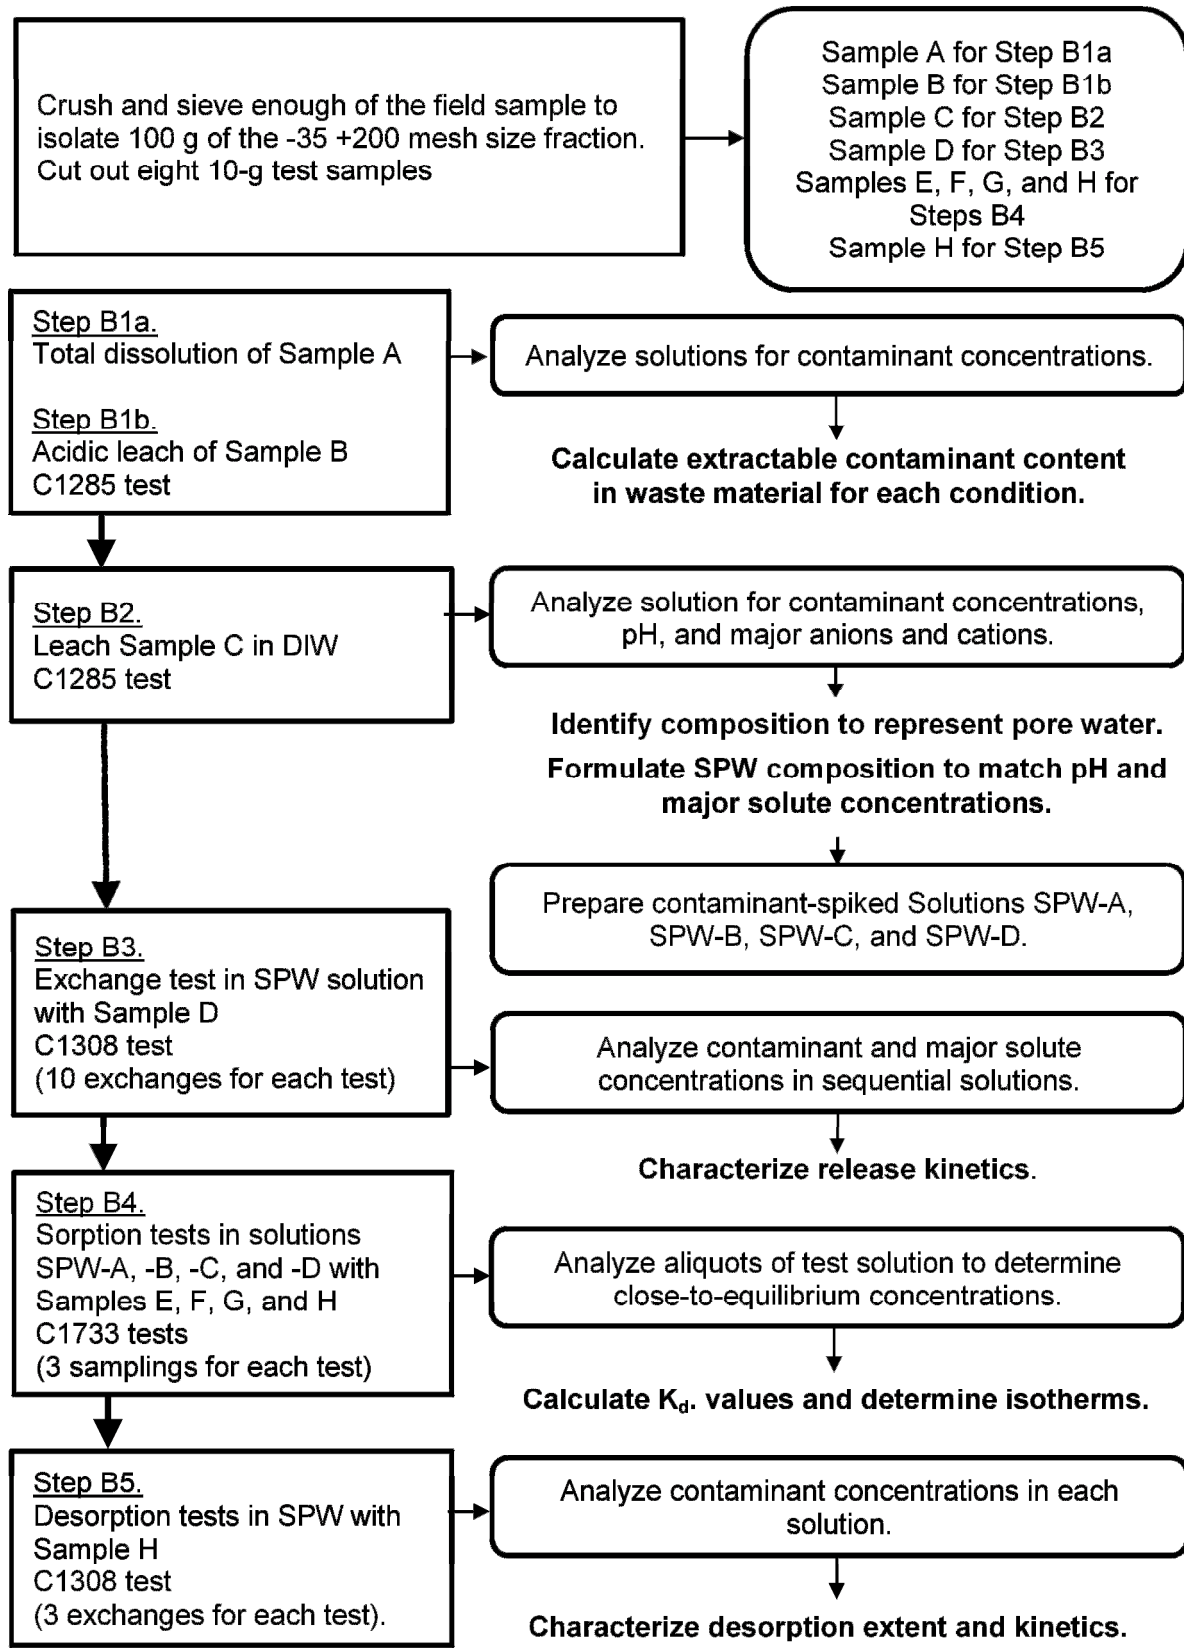 Crush and sieve enough of the field sample to
isolate 100 g of the -35 +200 mesh size fraction.
Cut out eight 10-g test samples
Sample A for Step B1a
Sample B for Step B1b
Sample C for Step B2
Sample D for Step B3
Samples E, F, G, and H for
Steps B4
Sample H for Step B5
Step B1a.
Total dissolution of Sample A
Step B1b.
Acidic leach of Sample B
C1285 test
Analyze solutions for contaminant concentrations.
Calculate extractable contaminant content
in waste material for each condition.
Step B2.
Leach Sample C in DIW
C1285 test
Analyze solution for contaminant concentrations,
pH, and major anions and cations.
Identify composition to represent pore water.
Formulate SPW composition to match pH and
major solute concentrations.
Prepare contaminant-spiked Solutions SPW-A,
SPW-B, SPW-C, and SPW-D.
Step B3.
Exchange test in SPW solution
with Sample D
C1308 test
(10 exchanges for each test)
Analyze contaminant and major solute
concentrations in sequential solutions.
Characterize release kinetics.
Step B4.
Sorption tests in solutions
SPW-A, -B, -C, and -D with
Samples E, F, G, and H
C1733 tests
(3 samplings for each test)
Analyze aliquots of test solution to determine
close-to-equilibrium concentrations.
Calculate Kd. values and determine isotherms.
Step B5.
Desorption tests in SPW with
Sample H
C1308 test
(3 exchanges for each test).
Analyze contaminant concentrations in each
solution.
Characterize desorption extent and kinetics.